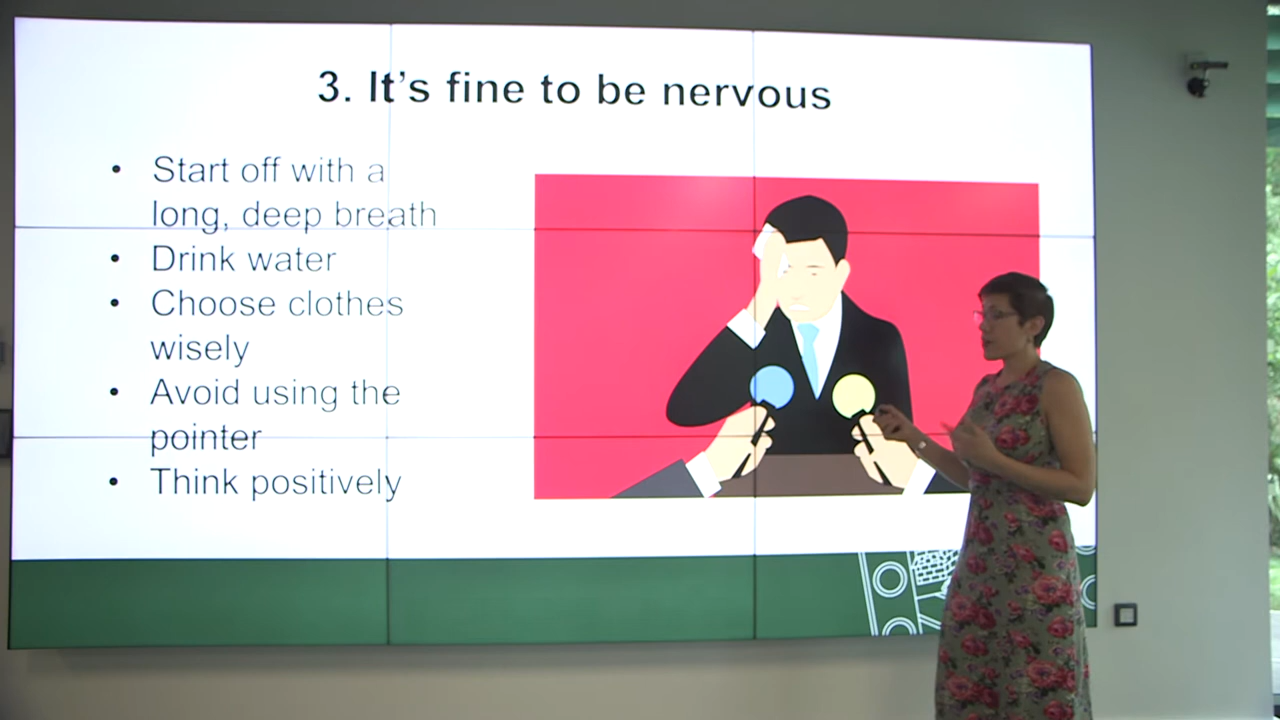 3. It's fine to be nervous
• Start off with a
long, deep breath
• Drink water
• Choose clothes
wisely
• Avoid using the
pointer
• Think positively